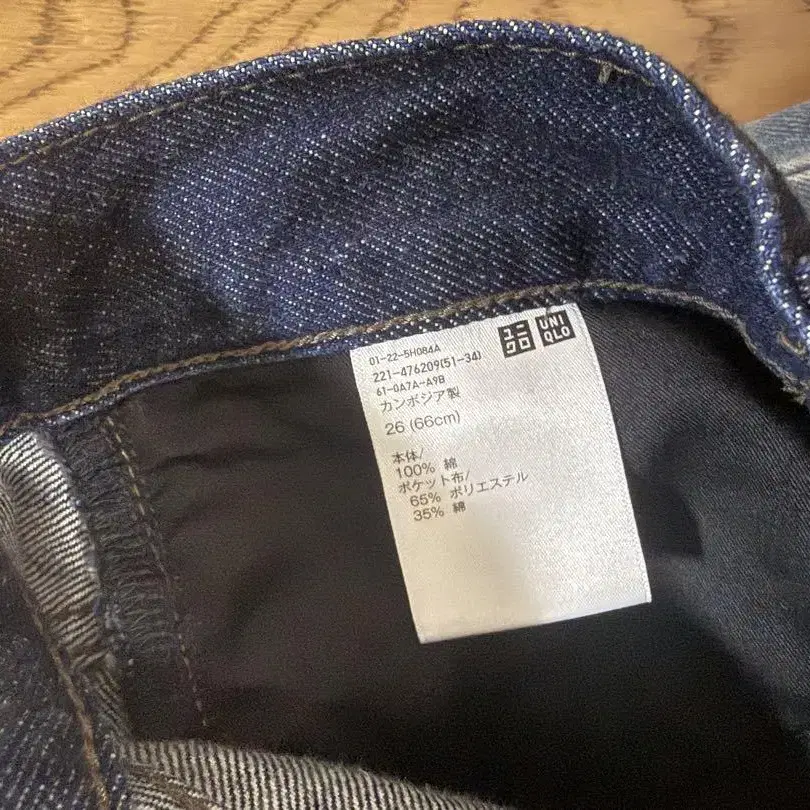 ユニクロ
UNIQLO
01-22-5H084A
221-476209(51-34)
61-0A7A-A9B
カンボジア製
26 (66cm)
本体/
100% 綿
ポケット布/
65% ポリエステル
35% 綿